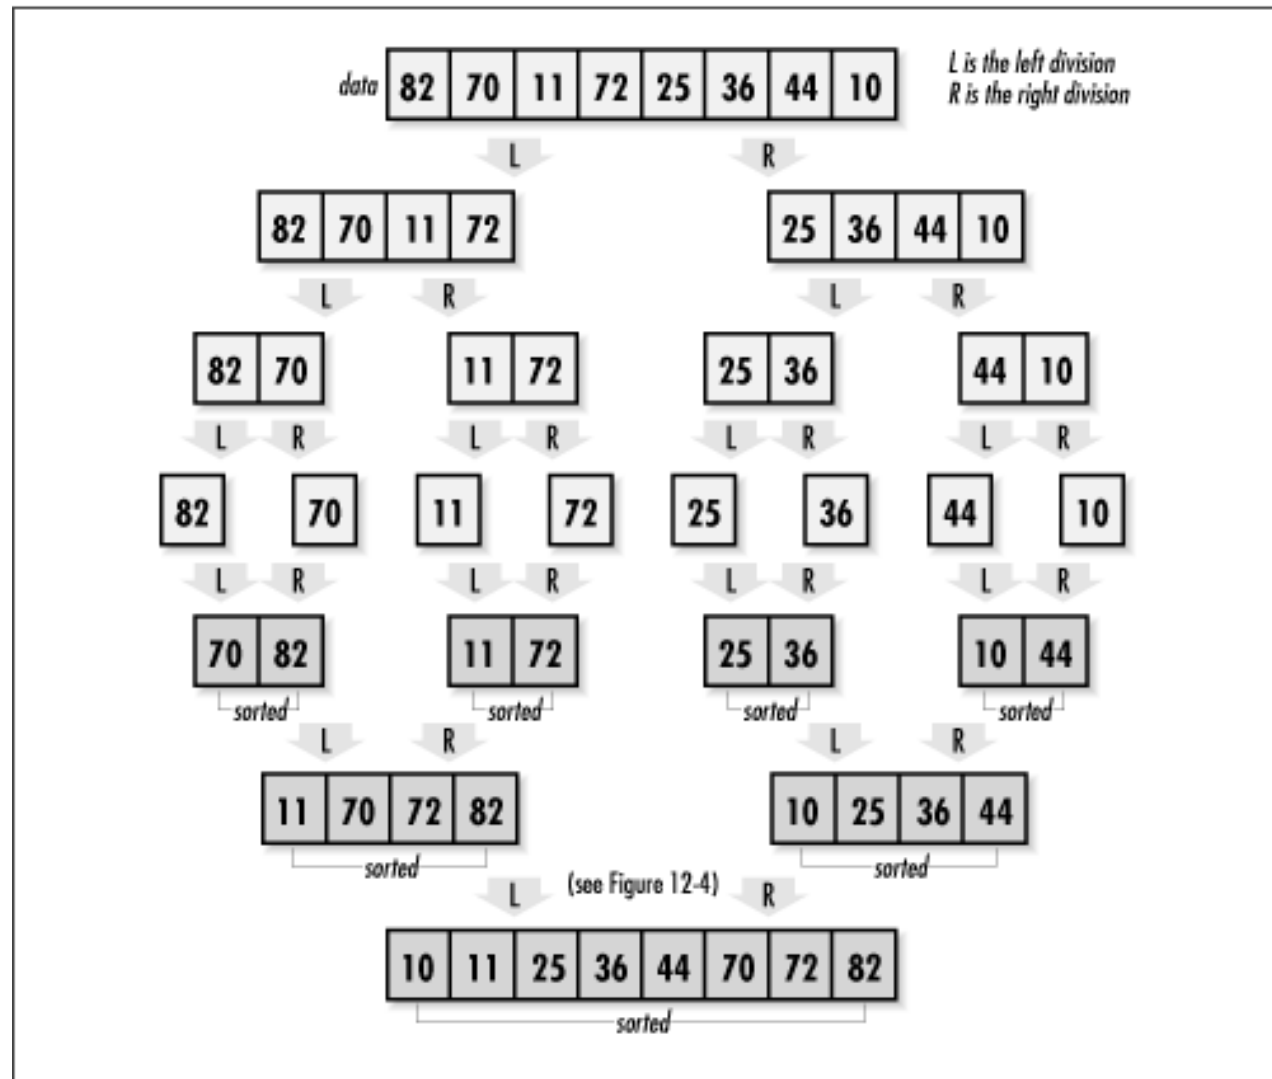 data 82 70 11 72 25 36 44 10
L is the left division
R is the right division
L R
82 70 11 72 25 36 44 10
L R L R
82 70 11 72 25 36 44 10
L R L R L R L R
82 70 11 72 25 36 44 10
L R L R L R L R
70 82 11 72 25 36 10 44
sorted sorted sorted sorted
L R L R
11 70 72 82 10 25 36 44
sorted sorted
L (see Figure 12-4) R
10 11 25 36 44 70 72 82
sorted